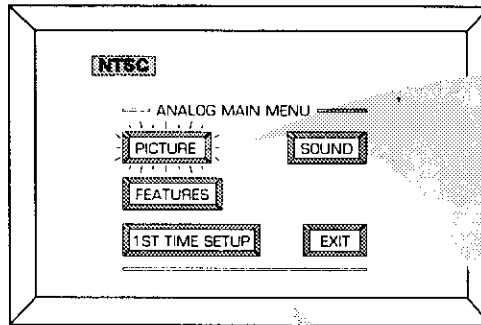 NTSC
ANALOG MAIN MENU
PICTURE SOUND
FEATURES
1ST TIME SETUP EXIT